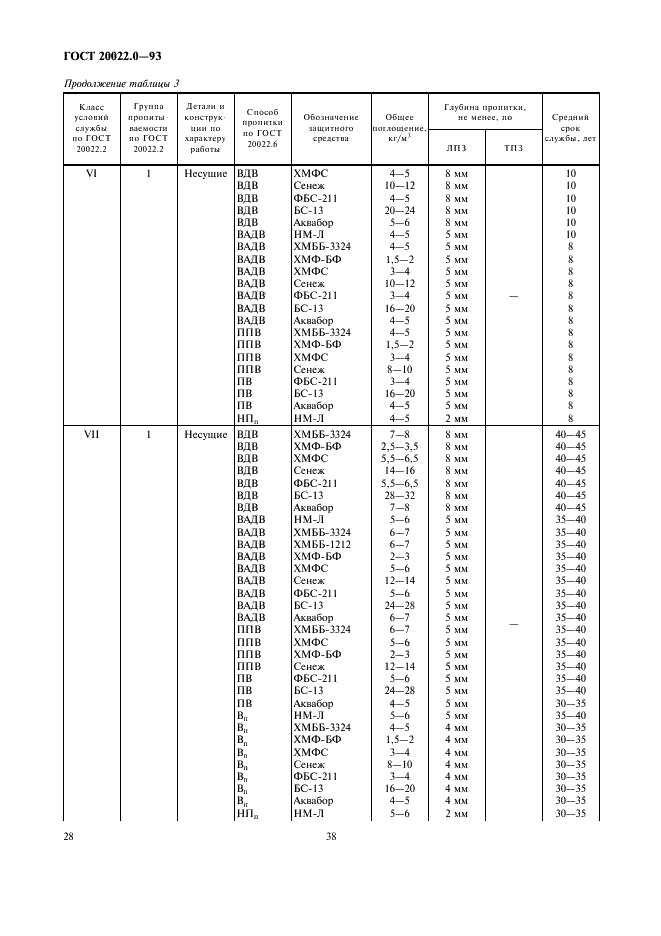 ГОСТ 20022.0—93
Продолжение таблицы 3
Класс условий службы по ГОСТ 20022.2 Группа пропиты-ваемости по ГОСТ 20022.2 Детали и конструк-ции по характеру работы Способ пропитки по ГОСТ 20022.6 Обозначение защитного средства Общее поглощение, кг/м³ Глубина пропитки, не менее, по Средний срок службы, лет
ЛПЗ ТПЗ
VI 1 Несущие ВДВ ХМФС 4—5 8 мм 10
ВДВ Сенеж 10—12 8 мм 10
ВДВ ФБС-211 4—5 8 мм 10
ВДВ БС-13 20—24 8 мм 10
ВДВ Аквабор 5—6 8 мм 10
ВАДВ НМ-Л 4—5 5 мм 10
ВАДВ ХМББ-3324 4—5 5 мм 8
ВАДВ ХМФ-БФ 1,5—2 5 мм 8
ВАДВ ХМФС 3—4 5 мм 8
ВАДВ Сенеж 10—12 5 мм 8
ВАДВ ФБС-211 3—4 5 мм — 8
ВАДВ БС-13 16—20 5 мм 8
ВАДВ Аквабор 4—5 5 мм 8
ППВ ХМББ-3324 4—5 5 мм 8
ППВ ХМФ-БФ 1,5—2 5 мм 8
ППВ ХМФС 3—4 5 мм 8
ППВ Сенеж 8—10 5 мм 8
ПВ ФБС-211 3—4 5 мм 8
ПВ БС-13 16—20 5 мм 8
ПВ Аквабор 4—5 5 мм 8
НПп НМ-Л 4—5 2 мм 8
VII 1 Несущие ВДВ ХМББ-3324 7—8 8 мм 40—45
ВДВ ХМФ-БФ 2,5—3,5 8 мм 40—45
ВДВ ХМФС 5,5—6,5 8 мм 40—45
ВДВ Сенеж 14—16 8 мм 40—45
ВДВ ФБС-211 5,5—6,5 8 мм 40—45
ВДВ БС-13 28—32 8 мм 40—45
ВДВ Аквабор 7—8 8 мм 40—45
ВАДВ НМ-Л 5—6 5 мм 35—40
ВАДВ ХМББ-3324 6—7 5 мм 35—40
ВАДВ ХМББ-1212 6—7 5 мм 35—40
ВАДВ ХМФ-БФ 2—3 5 мм 35—40
ВАДВ ХМФС 5—6 5 мм 35—40
ВАДВ Сенеж 12—14 5 мм 35—40
ВАДВ ФБС-211 5—6 5 мм 35—40
ВАДВ БС-13 24—28 5 мм 35—40
ВАДВ Аквабор 6—7 5 мм — 35—40
ППВ ХМББ-3324 6—7 5 мм 35—40
ППВ ХМФС 5—6 5 мм 35—40
ППВ ХМФ-БФ 2—3 5 мм 35—40
ППВ Сенеж 12—14 5 мм 35—40
ПВ ФБС-211 5—6 5 мм 35—40
ПВ БС-13 24—28 5 мм 35—40
ПВ Аквабор 4—5 5 мм 30—35
Вп НМ-Л 5—6 5 мм 35—40
Вп ХМББ-3324 4—5 4 мм 30—35
Вп ХМФ-БФ 1,5—2 4 мм 30—35
Вп ХМФС 3—4 4 мм 30—35
Вп Сенеж 8—10 4 мм 30—35
Вп ФБС-211 3—4 4 мм 30—35
Вп БС-13 16—20 4 мм 30—35
Вп Аквабор 4—5 4 мм 30—35
НПп НМ-Л 5—6 2 мм 30—35
28 38